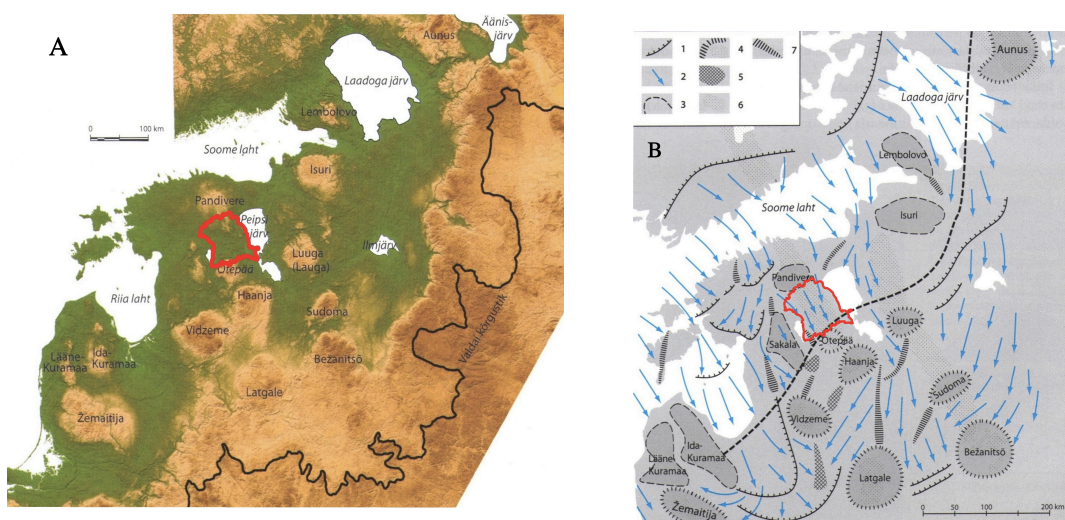 A
Äänis-
järv
Aunus
Laadoga järv
Lembolovo
0 100 km
Soome laht
Isuri
Pandivere
Peipsi
järv
Luuga
(Lauga)
Ilmjärv
Otepää
Riia laht
Haanja
Sudoma
Vidzeme
Bežanitsõ
Valdai kõrgustik
Lääne-
Kuramaa
Ida-
Kuramaa
Latgale
Žemaitija
1 4 7
2 5
3 6
B
Aunus
Laadoga järv
Lembolovo
Isuri
Soome laht
Pandivere
Luuga
Sakala
Otepää
Haanja
Sudoma
Vidzeme
Ida-
Kuramaa
Lääne-
Kuramaa
Bežanitsõ
Latgale
Žemaitija
0 50 100 200 km